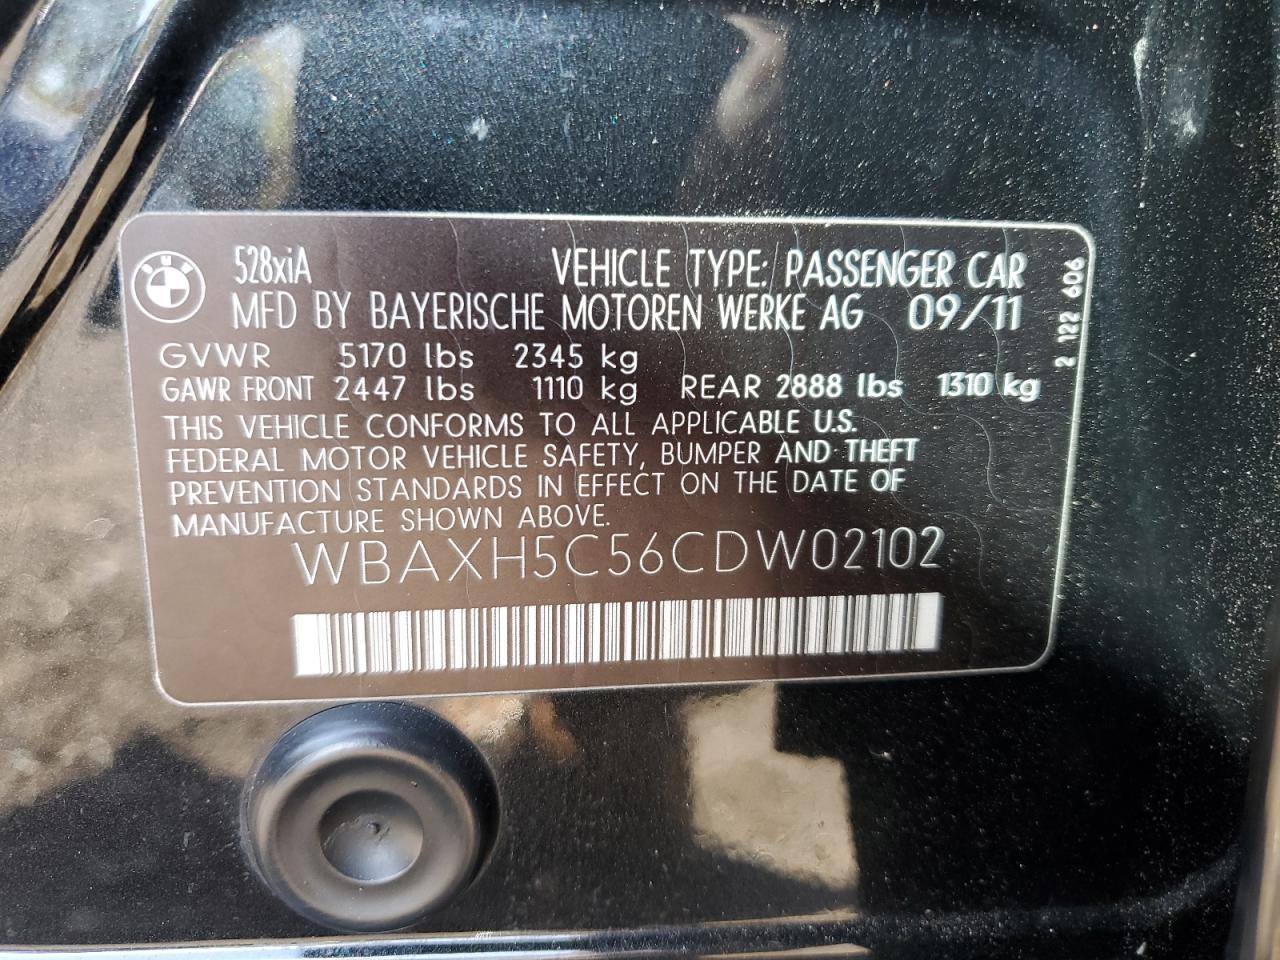 BMW
528xiA VEHICLE TYPE: PASSENGER CAR
MFD BY BAYERISCHE MOTOREN WERKE AG 09/11
GVWR 5170 lbs 2345 kg
GAWR FRONT 2447 lbs 1110 kg REAR 2888 lbs 1310 kg
THIS VEHICLE CONFORMS TO ALL APPLICABLE U.S.
FEDERAL MOTOR VEHICLE SAFETY, BUMPER AND THEFT
PREVENTION STANDARDS IN EFFECT ON THE DATE OF
MANUFACTURE SHOWN ABOVE.
WBAXH5C56CDW02102
2 122 606